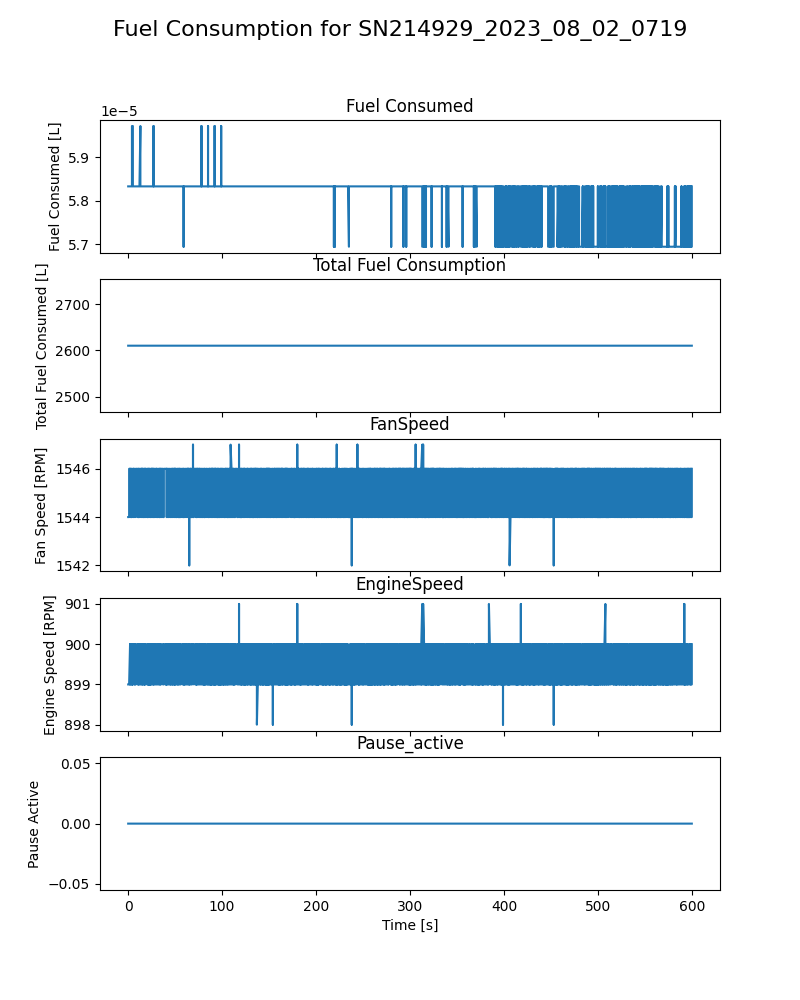 Fuel Consumption for SN214929_2023_08_02_0719
1e−5
Fuel Consumed
Fuel Consumed [L]
5.9
5.8
5.7
Total Fuel Consumption
Total Fuel Consumed [L]
2700
2600
2500
FanSpeed
Fan Speed [RPM]
1546
1544
1542
EngineSpeed
Engine Speed [RPM]
901
900
899
898
Pause_active
Pause Active
0.05
0.00
−0.05
0 100 200 300 400 500 600
Time [s]